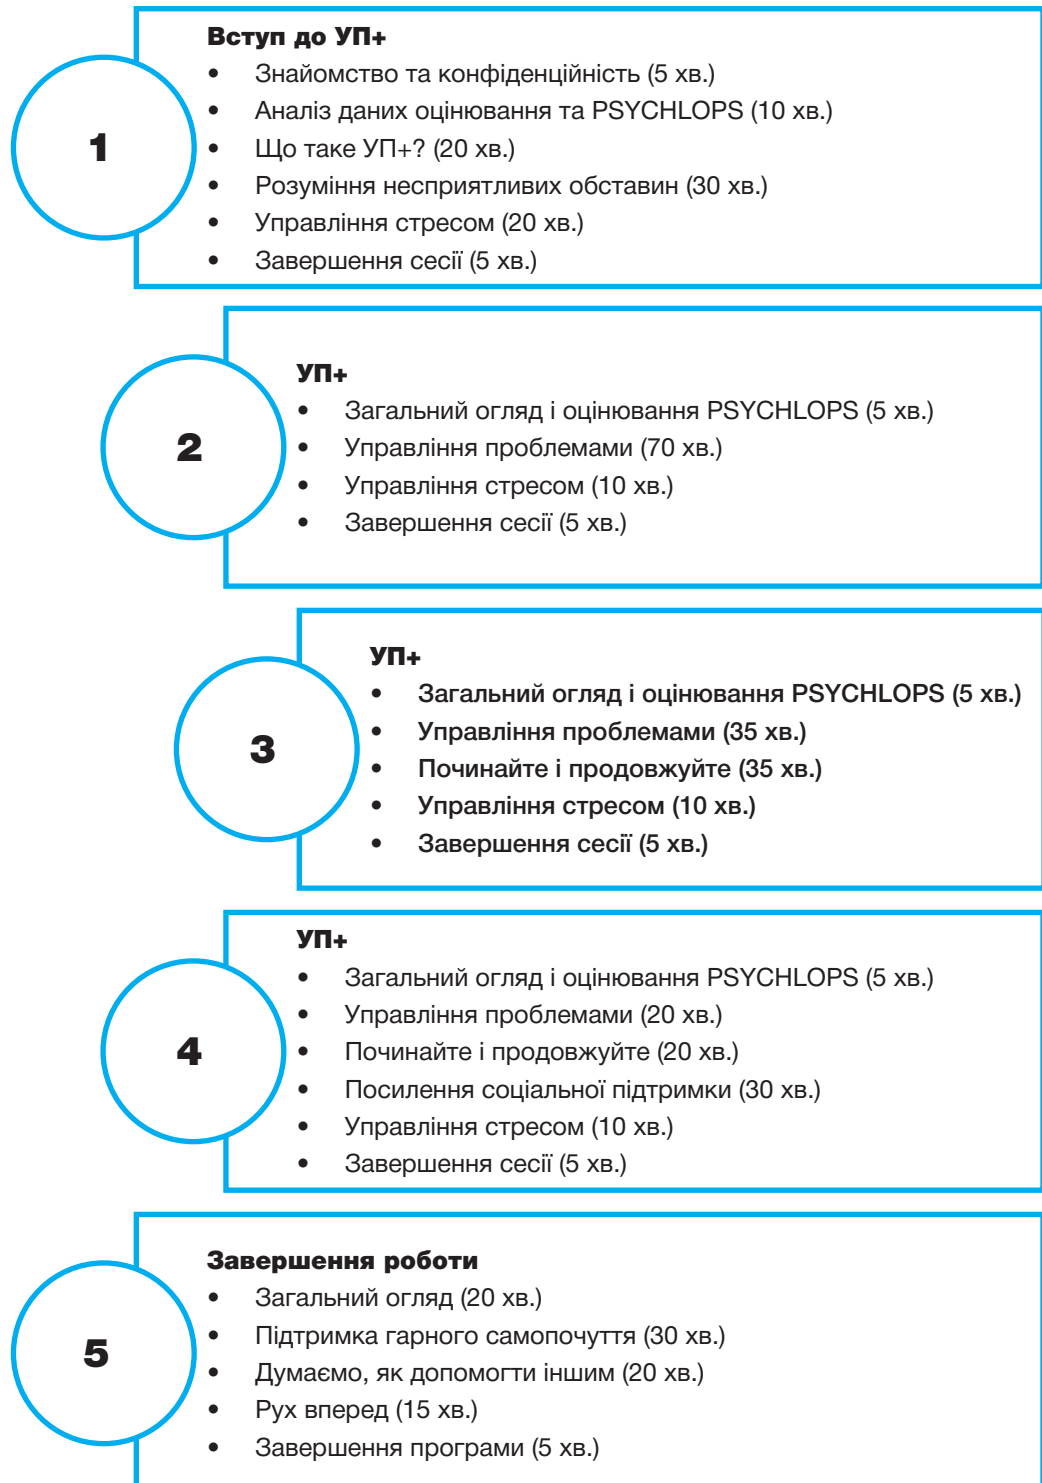 1
Вступ до УП+
• Знайомство та конфіденційність (5 хв.)
• Аналіз даних оцінювання та PSYCHLOPS (10 хв.)
• Що таке УП+? (20 хв.)
• Розуміння несприятливих обставин (30 хв.)
• Управління стресом (20 хв.)
• Завершення сесії (5 хв.)
2
УП+
• Загальний огляд і оцінювання PSYCHLOPS (5 хв.)
• Управління проблемами (70 хв.)
• Управління стресом (10 хв.)
• Завершення сесії (5 хв.)
3
УП+
• Загальний огляд і оцінювання PSYCHLOPS (5 хв.)
• Управління проблемами (35 хв.)
• Починайте і продовжуйте (35 хв.)
• Управління стресом (10 хв.)
• Завершення сесії (5 хв.)
4
УП+
• Загальний огляд і оцінювання PSYCHLOPS (5 хв.)
• Управління проблемами (20 хв.)
• Починайте і продовжуйте (20 хв.)
• Посилення соціальної підтримки (30 хв.)
• Управління стресом (10 хв.)
• Завершення сесії (5 хв.)
5
Завершення роботи
• Загальний огляд (20 хв.)
• Підтримка гарного самопочуття (30 хв.)
• Думаємо, як допомогти іншим (20 хв.)
• Рух вперед (15 хв.)
• Завершення програми (5 хв.)